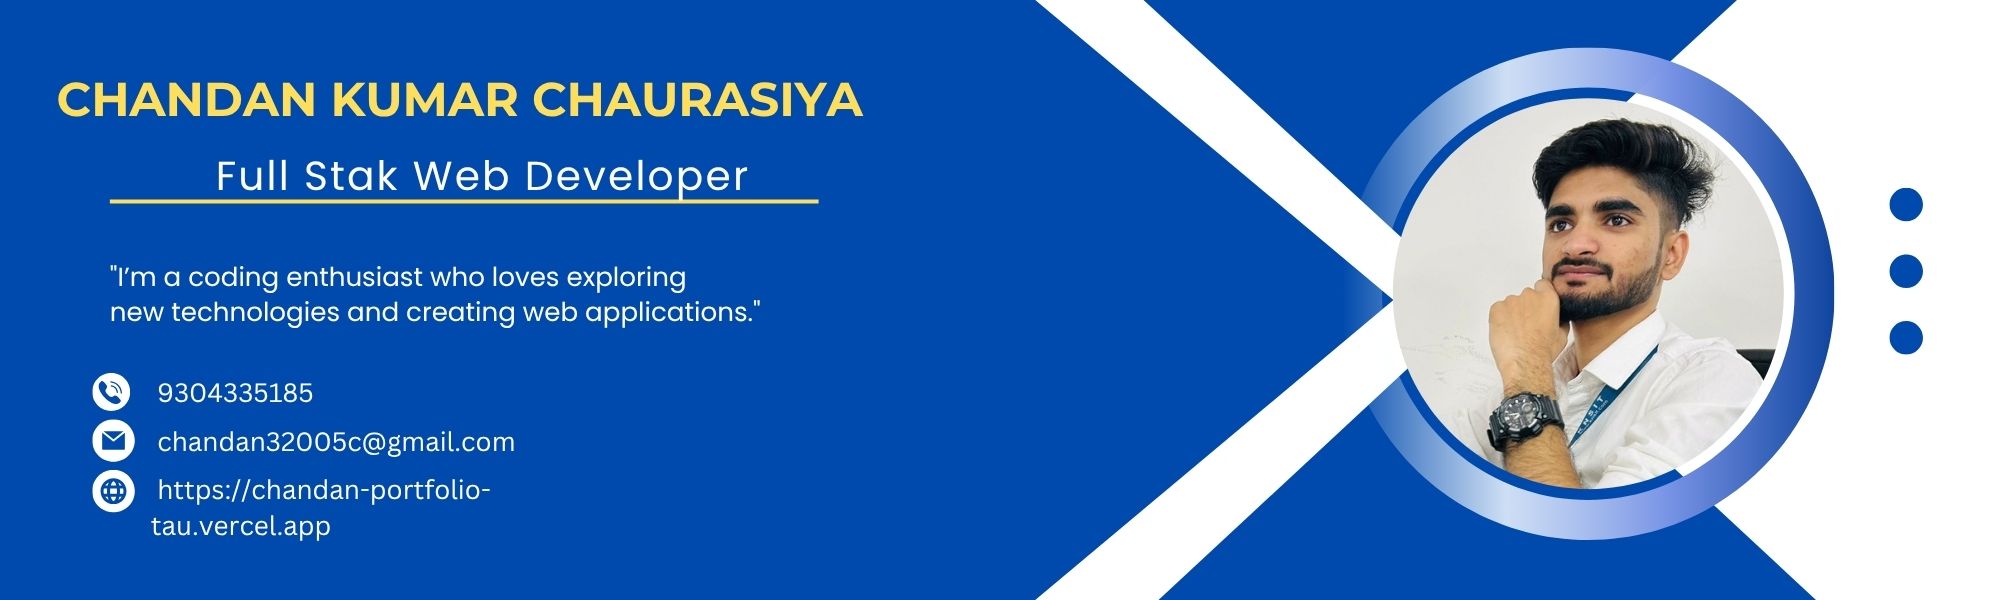 CHANDAN KUMAR CHAURASIYA
Full Stak Web Developer
"I'm a coding enthusiast who loves exploring
new technologies and creating web applications."
9304335185
chandan32005c@gmail.com
https://chandan-portfolio-
tau.vercel.app